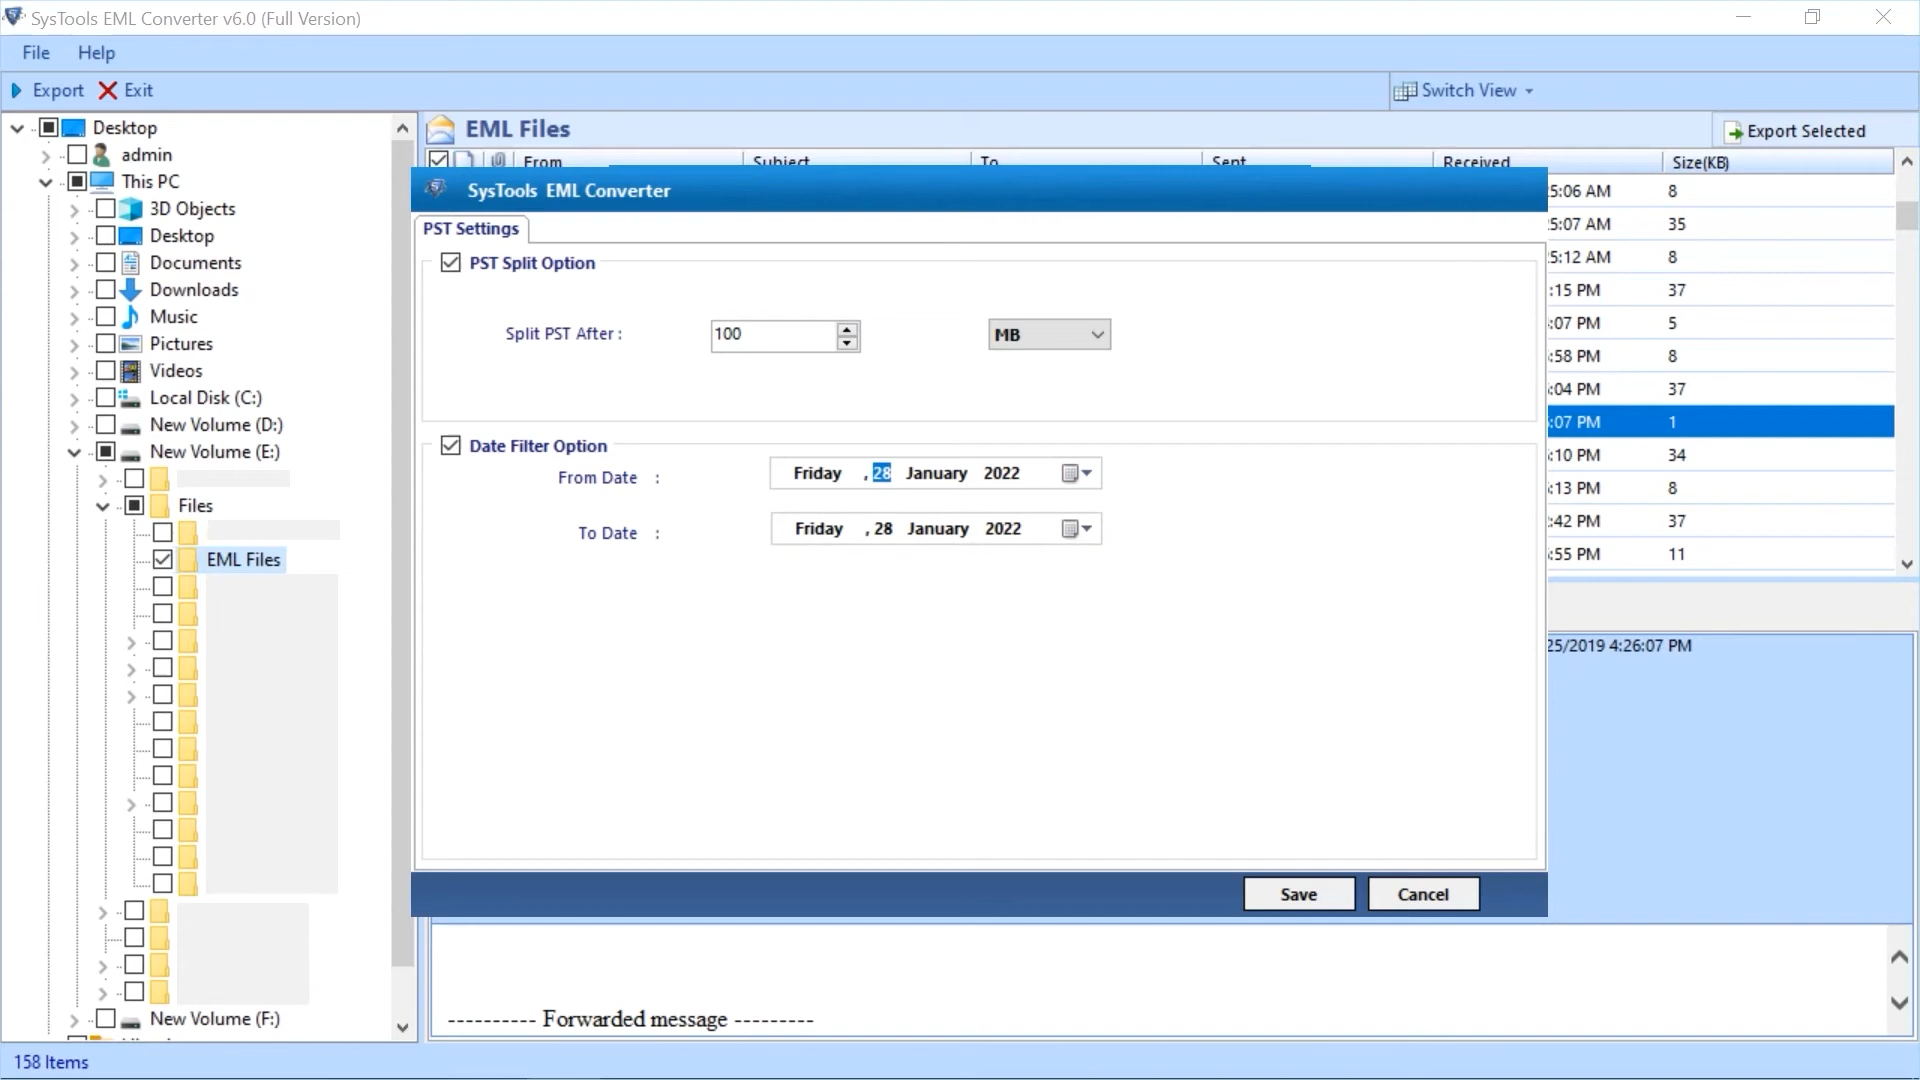 SysTools EML Converter v6.0 (Full Version)
File Help
Export Exit Switch View
Desktop
admin
This PC
3D Objects
Desktop
Documents
Downloads
Music
Pictures
Videos
Local Disk (C:)
New Volume (D:)
New Volume (E:)
Files
EML Files
New Volume (F:)
EML Files Export Selected
From Subject To Sent Received Size(KB)
SysTools EML Converter
PST Settings
PST Split Option
Split PST After : 100 MB
Date Filter Option
From Date : Friday , 28 January 2022
To Date : Friday , 28 January 2022
Save Cancel
5:06 AM 8
5:07 AM 35
5:12 AM 8
:15 PM 37
:07 PM 5
:58 PM 8
:04 PM 37
:07 PM 1
:10 PM 34
:13 PM 8
:42 PM 37
:55 PM 11
25/2019 4:26:07 PM
---------- Forwarded message ---------
158 Items